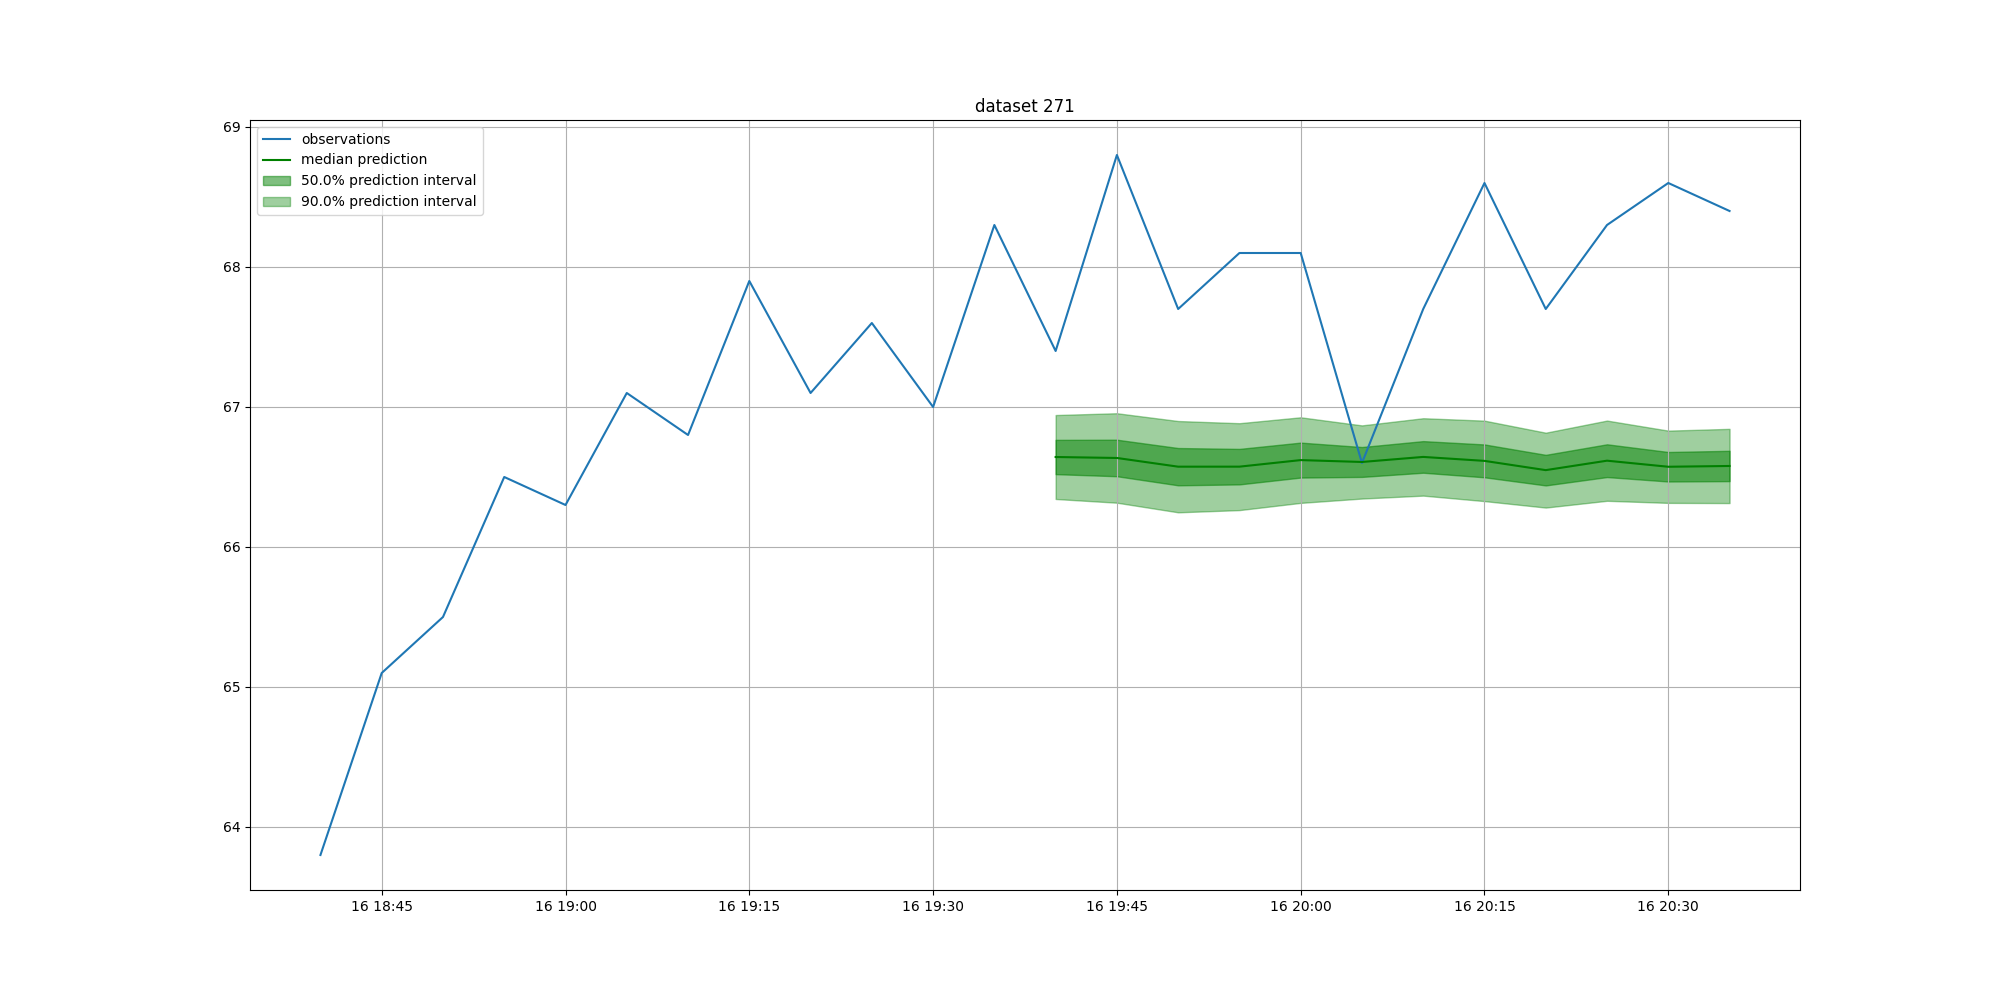 dataset 271
69
observations
median prediction
50.0% prediction interval
90.0% prediction interval
68
67
66
65
64
16 18:45 16 19:00 16 19:15 16 19:30 16 19:45 16 20:00 16 20:15 16 20:30